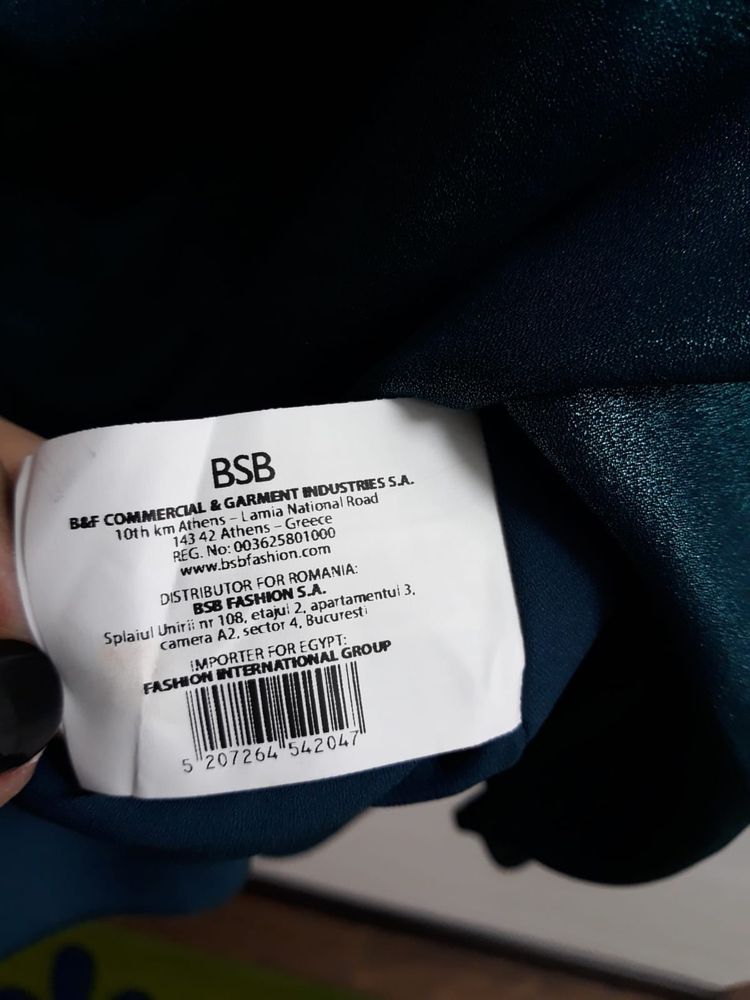 BSB
B&F COMMERCIAL & GARMENT INDUSTRIES S.A.
10th km Athens – Lamia National Road
143 42 Athens – Greece
REG. No: 003625801000
www.bsbfashion.com
DISTRIBUTOR FOR ROMANIA:
BSB FASHION S.A.
Splaiul Unirii nr 108, etajul 2, apartamentul 3,
camera A2, sector 4, Bucuresti
IMPORTER FOR EGYPT:
FASHION INTERNATIONAL GROUP
5 207264 542047